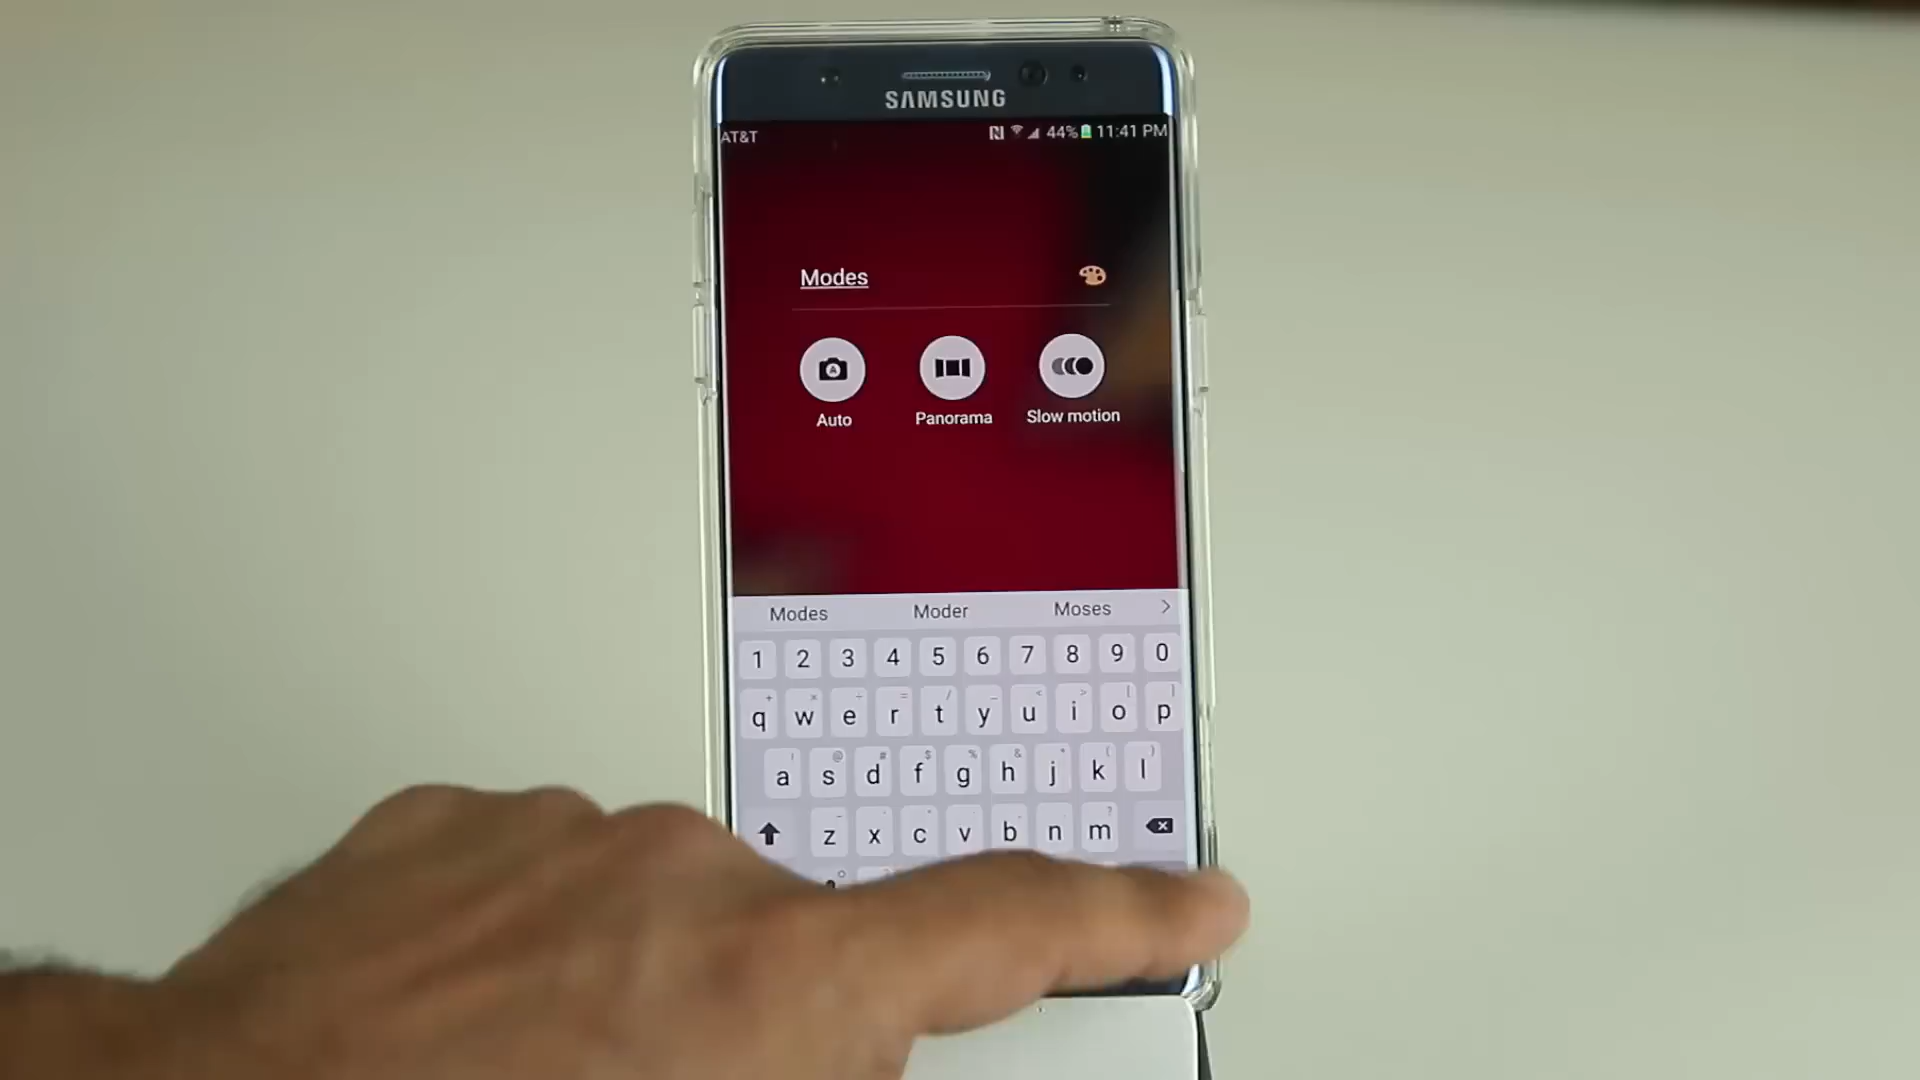 SAMSUNG
AT&T 44% 11:41 PM
Modes
Auto Panorama Slow motion
Modes Moder Moses >
1 2 3 4 5 6 7 8 9 0
q w e r t y u i o p
a s d f g h j k l
z x c v b n m